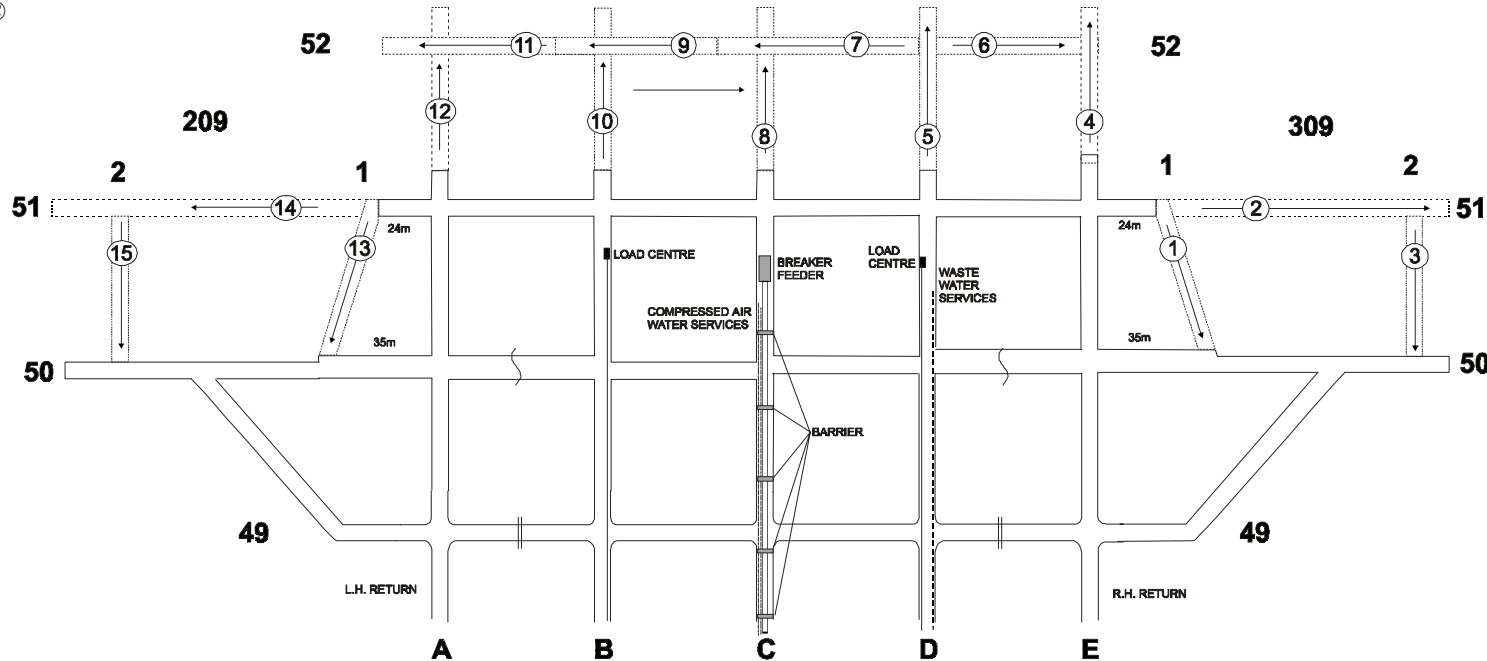 52
11
9
7
6
52
12
10
8
5
4
209
309
2
1
1
2
51
14
2
51
24m
24m
15
13
1
3
LOAD CENTRE
BREAKER
FEEDER
LOAD
CENTRE
WASTE
WATER
SERVICES
COMPRESSED AIR
WATER SERVICES
35m
35m
50
50
BARRIER
49
49
L.H. RETURN
R.H. RETURN
A
B
C
D
E